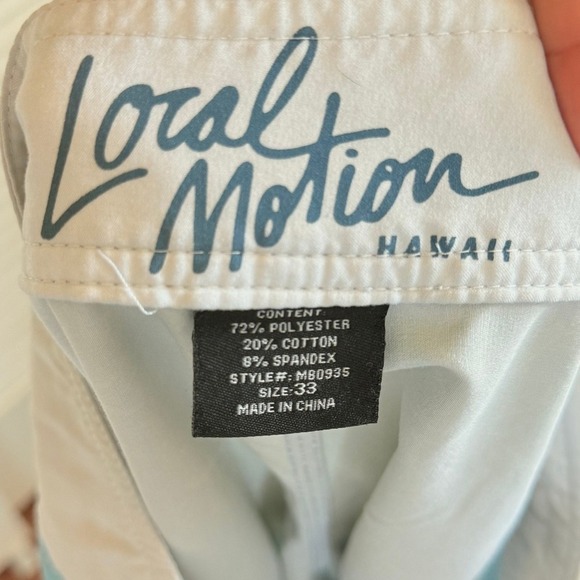 Local
Motion
HAWAII
CONTENT:
72% POLYESTER
20% COTTON
8% SPANDEX
STYLE#: MB0935
SIZE: 33
MADE IN CHINA